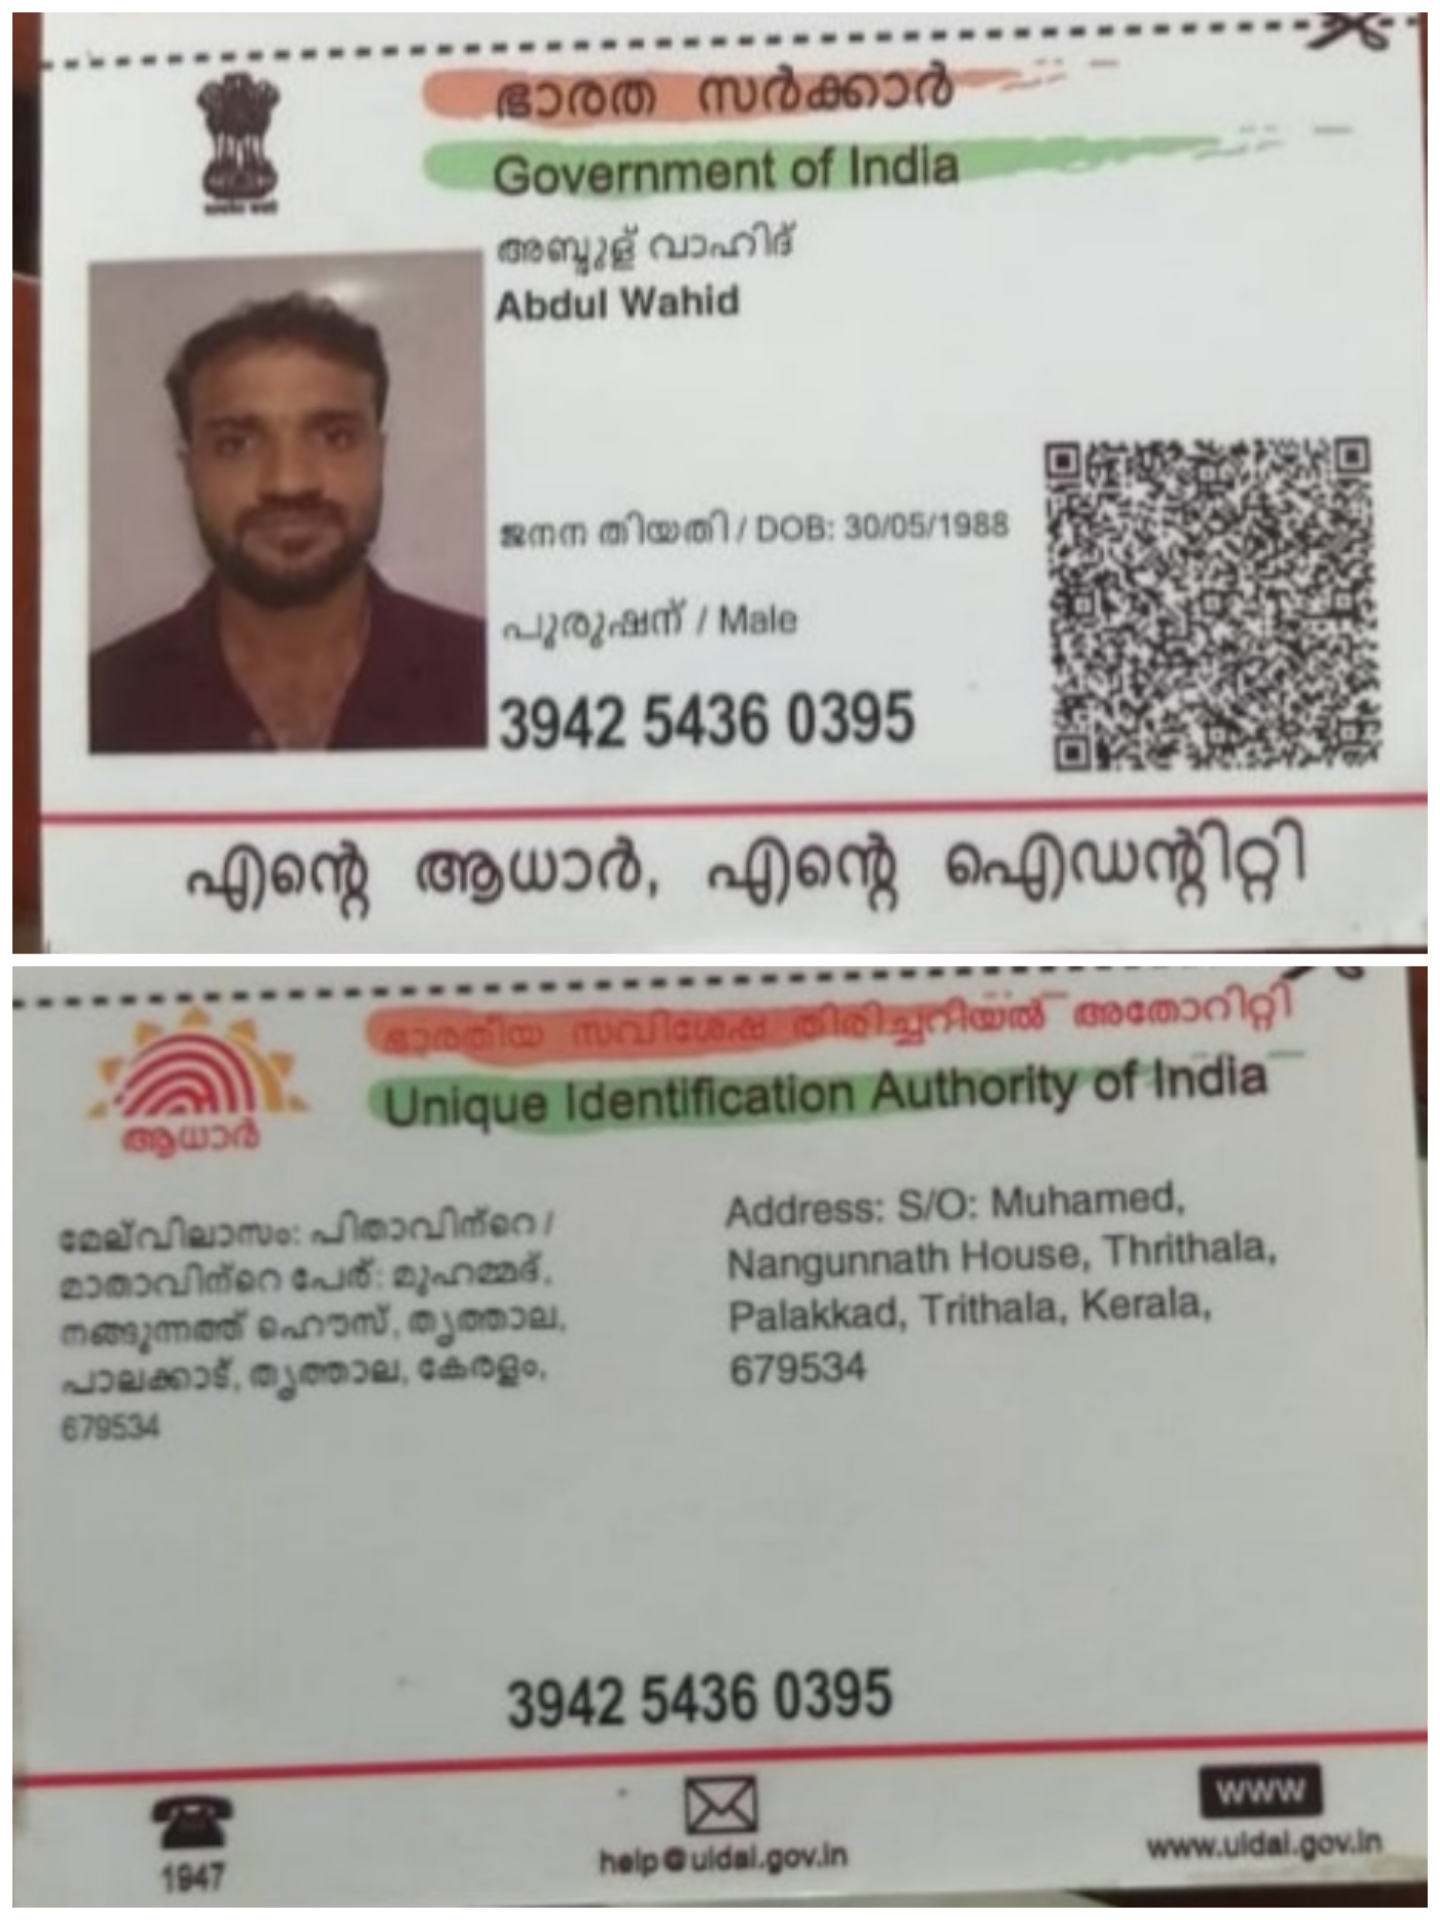 ഭാരത സർക്കാർ
Government of India
അബ്ദുള് വാഹിദ്
Abdul Wahid
ജനന തിയതി / DOB: 30/05/1988
പുരുഷന് / Male
3942 5436 0395
എന്റെ ആധാർ, എന്റെ ഐഡന്റിറ്റി
ഭാരതീയ സവിശേഷ തിരിച്ചറിയൽ അതോറിറ്റി
Unique Identification Authority of India
ആധാർ
മേല്‌വിലാസം: പിതാവിന്‌റെ /
മാതാവിന്‌റെ പേര്: മുഹമ്മദ്,
നങ്ങുന്നത്ത് ഹൌസ്, തൃത്താല,
പാലക്കാട്, തൃത്താല, കേരളം,
679534
Address: S/O: Muhamed,
Nangunnath House, Thrithala,
Palakkad, Trithala, Kerala,
679534
3942 5436 0395
1947
help@uidai.gov.in
www
www.uidai.gov.in